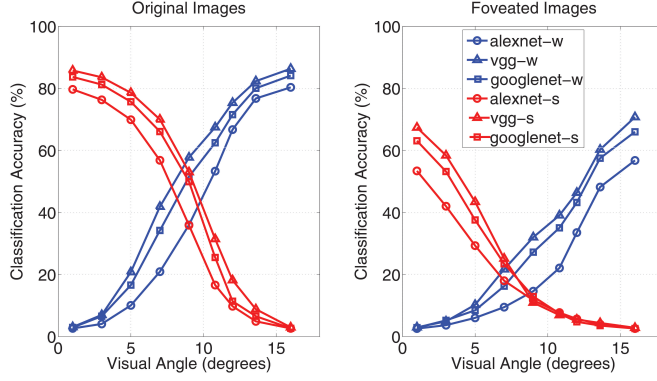 Original Images
100
80
60
40
20
0
0 5 10 15
Classification Accuracy (%)
Visual Angle (degrees)
Foveated Images
100
80
60
40
20
0
0 5 10 15
Classification Accuracy (%)
Visual Angle (degrees)
alexnet-w
vgg-w
googlenet-w
alexnet-s
vgg-s
googlenet-s